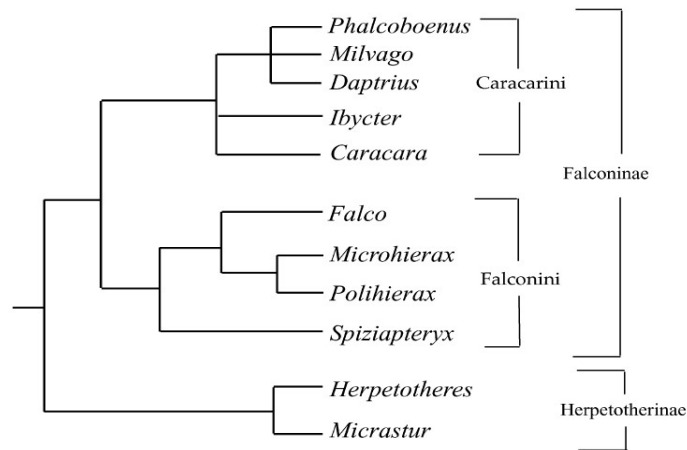 Phalcoboenus
Milvago
Daptrius
Ibycter
Caracara
Caracarini
Falco
Microhierax
Polihierax
Spiziapteryx
Falconini
Falconinae
Herpetotheres
Micrastur
Herpetotherinae